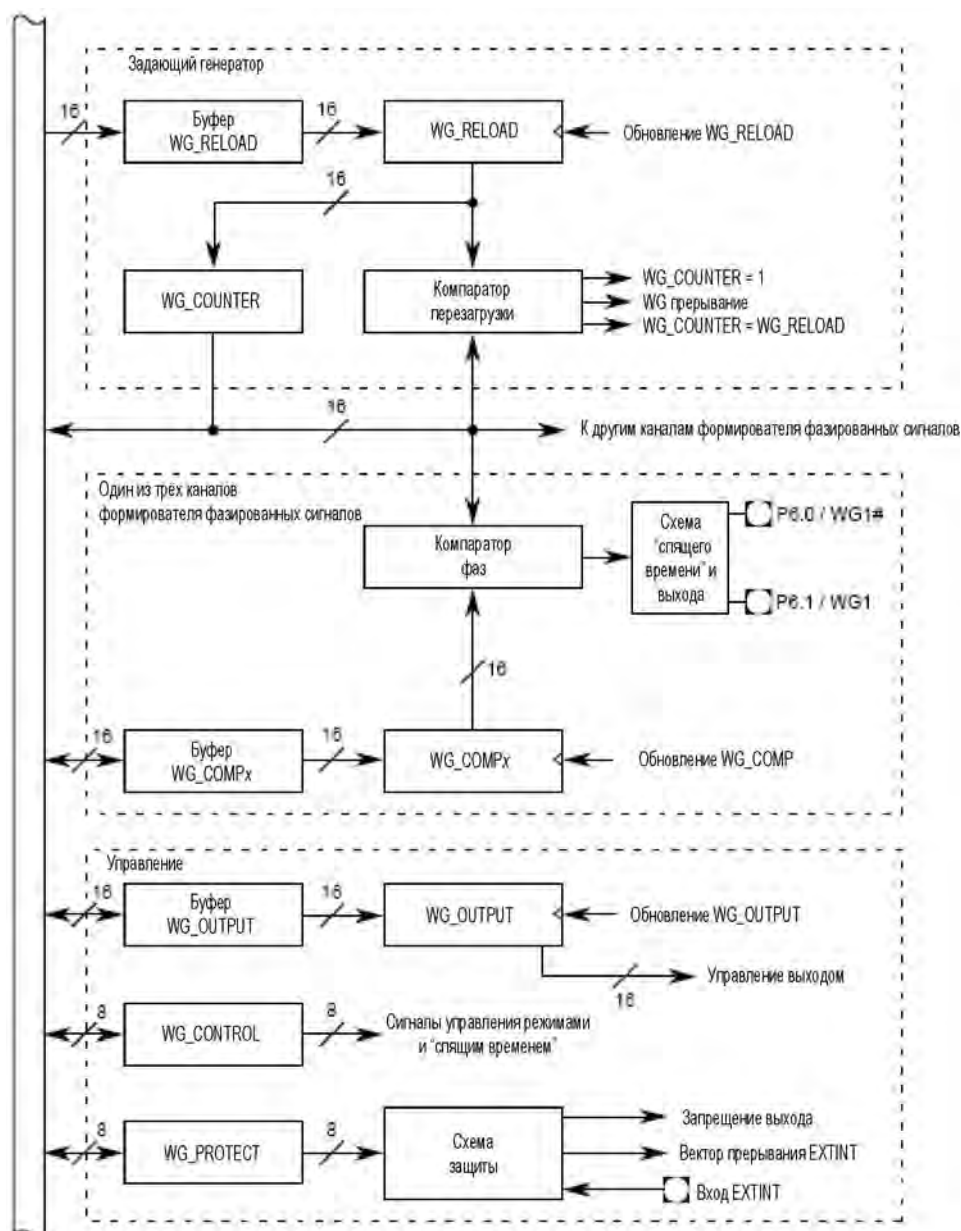 Задающий генератор
16
Буфер
WG_RELOAD
16
WG_RELOAD
Обновление WG_RELOAD
16
WG_COUNTER
Компаратор
перезагрузки
WG_COUNTER = 1
WG прерывание
WG_COUNTER = WG_RELOAD
16
К другим каналам формирователя фазированных сигналов
Один из трёх каналов
формирователя фазированных сигналов
Компаратор
фаз
Схема
"спящего
времени" и
выхода
P6.0 / WG1#
P6.1 / WG1
16
16
Буфер
WG_COMPx
16
WG_COMPx
Обновление WG_COMP
Управление
16
Буфер
WG_OUTPUT
16
WG_OUTPUT
Обновление WG_OUTPUT
16
Управление выходом
8
WG_CONTROL
8
Сигналы управления режимами
и "спящим временем"
8
WG_PROTECT
8
Схема
защиты
Запрещение выхода
Вектор прерывания EXTINT
Вход EXTINT